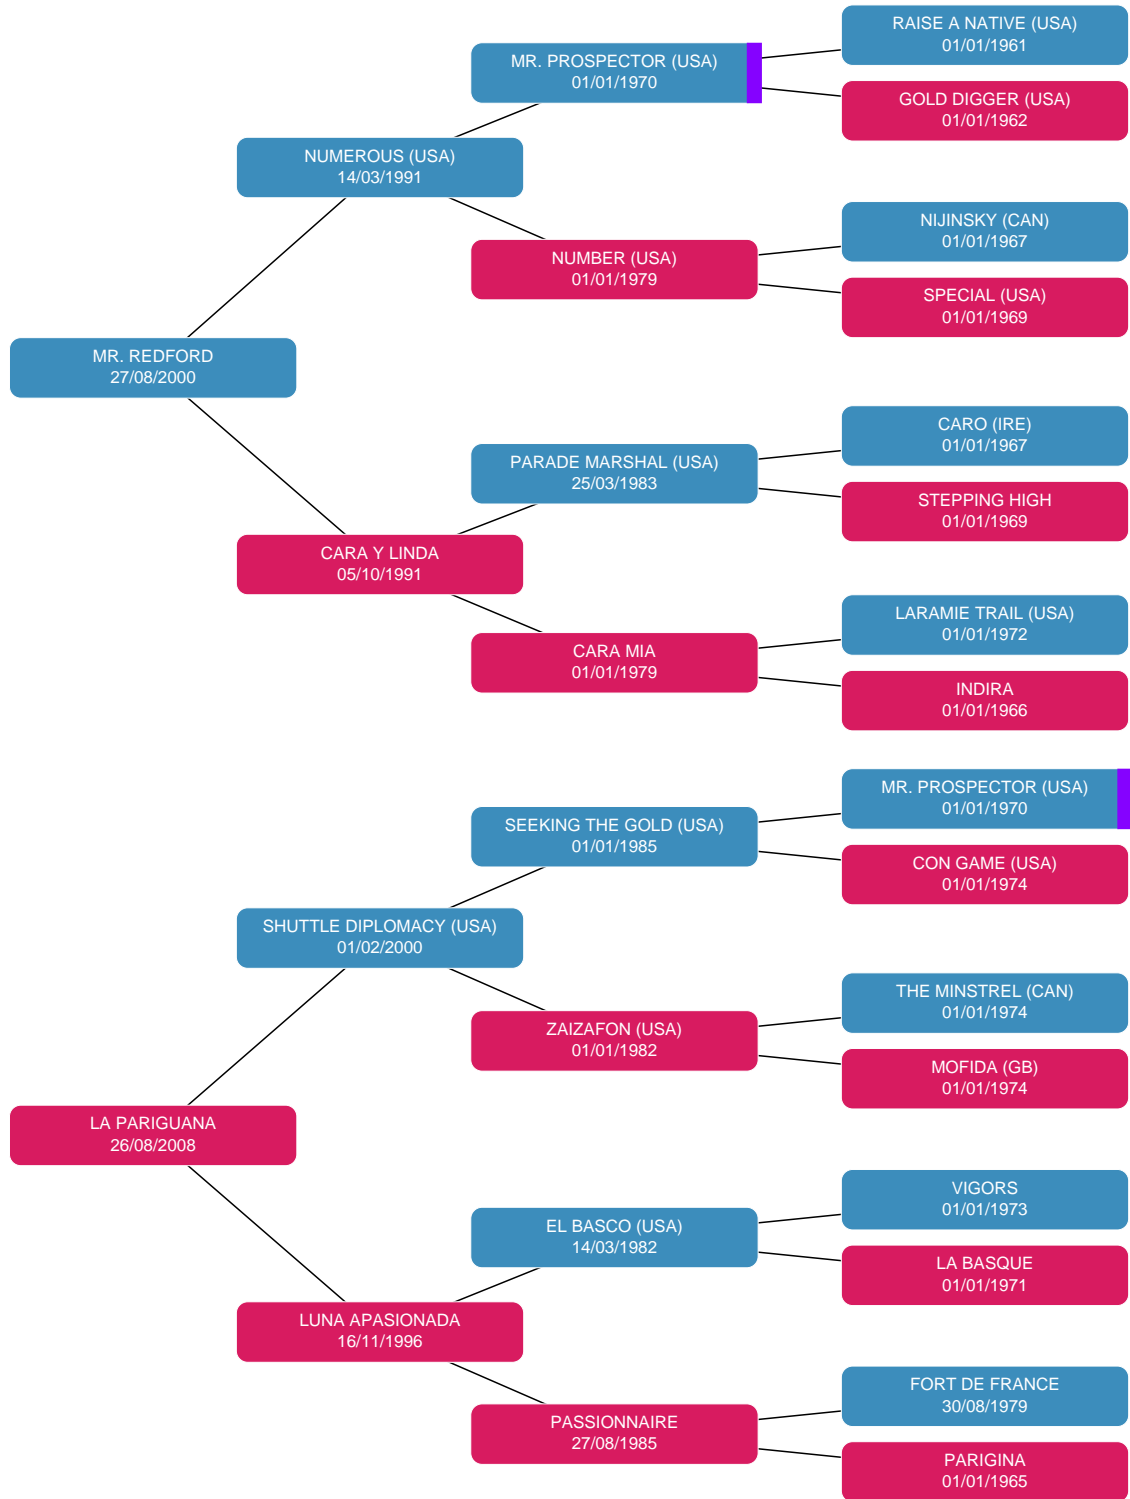 RAISE A NATIVE (USA)
01/01/1961
MR. PROSPECTOR (USA)
01/01/1970
GOLD DIGGER (USA)
01/01/1962
NUMEROUS (USA)
14/03/1991
NIJINSKY (CAN)
01/01/1967
NUMBER (USA)
01/01/1979
SPECIAL (USA)
01/01/1969
MR. REDFORD
27/08/2000
CARO (IRE)
01/01/1967
PARADE MARSHAL (USA)
25/03/1983
STEPPING HIGH
01/01/1969
CARA Y LINDA
05/10/1991
LARAMIE TRAIL (USA)
01/01/1972
CARA MIA
01/01/1979
INDIRA
01/01/1966
MR. PROSPECTOR (USA)
01/01/1970
SEEKING THE GOLD (USA)
01/01/1985
CON GAME (USA)
01/01/1974
SHUTTLE DIPLOMACY (USA)
01/02/2000
THE MINSTREL (CAN)
01/01/1974
ZAIZAFON (USA)
01/01/1982
MOFIDA (GB)
01/01/1974
LA PARIGUANA
26/08/2008
VIGORS
01/01/1973
EL BASCO (USA)
14/03/1982
LA BASQUE
01/01/1971
LUNA APASIONADA
16/11/1996
FORT DE FRANCE
30/08/1979
PASSIONNAIRE
27/08/1985
PARIGINA
01/01/1965